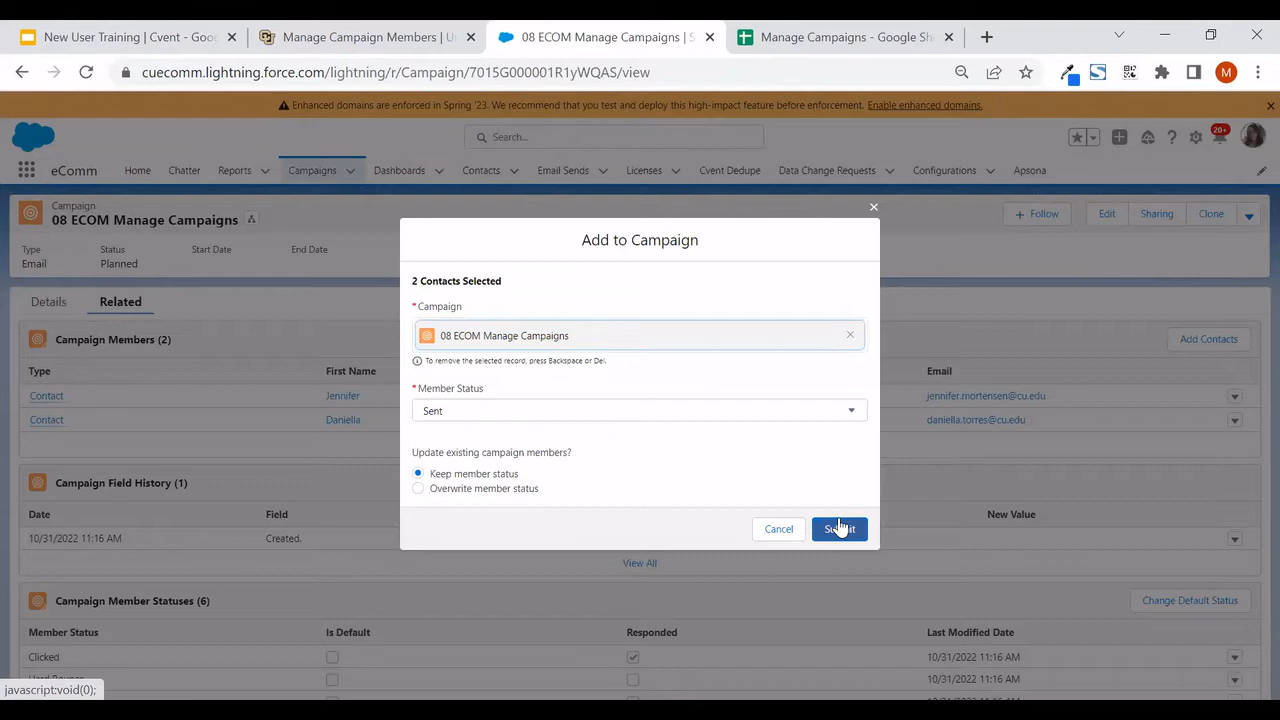 New User Training | Cvent - Goo
Manage Campaign Members | U
08 ECOM Manage Campaigns | S
Manage Campaigns - Google She
cuecomm.lightning.force.com/lightning/r/Campaign/7015G000001R1yWQAS/view
M
Enhanced domains are enforced in Spring '23. We recommend that you test and deploy this high-impact feature before enforcement. Enable enhanced domains.
Search...
20+
eComm
Home Chatter Reports Campaigns Dashboards Contacts Email Sends Licenses Cvent Dedupe Data Change Requests Configurations Apsona
Campaign
08 ECOM Manage Campaigns
+ Follow Edit Sharing Clone
Type Status Start Date End Date
Email Planned
Add to Campaign
2 Contacts Selected
* Campaign
08 ECOM Manage Campaigns
To remove the selected record, press Backspace or Del.
* Member Status
Sent
Update existing campaign members?
Keep member status
Overwrite member status
Cancel
Details Related
Campaign Members (2)
Add Contacts
Type First Name Email
Contact Jennifer jennifer.mortensen@cu.edu
Contact Daniella daniella.torres@cu.edu
Campaign Field History (1)
Date Field New Value
10/31/2022 11:16 AM Created.
View All
Campaign Member Statuses (6)
Change Default Status
Member Status Is Default Responded Last Modified Date
Clicked 10/31/2022 11:16 AM
10/31/2022 11:16 AM
javascript:void(0);